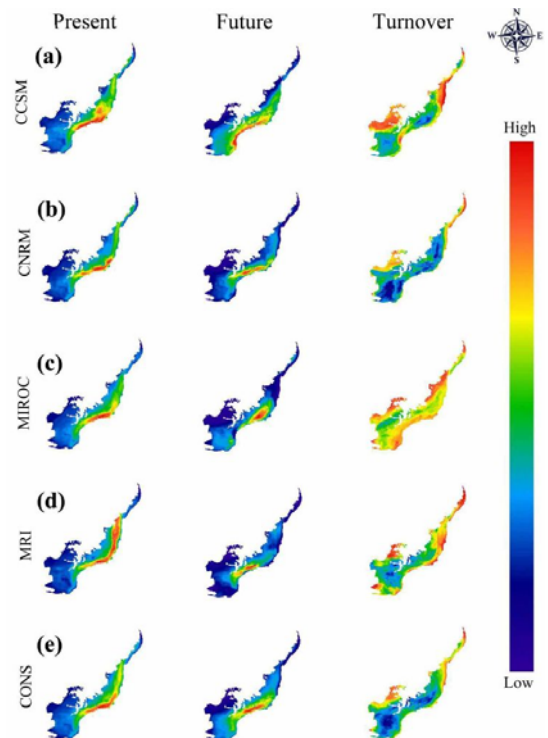 Present Future Turnover
N
W E
S
(a)
CCSM
High
(b)
CNRM
(c)
MIROC
(d)
MRI
(e)
CONS
Low